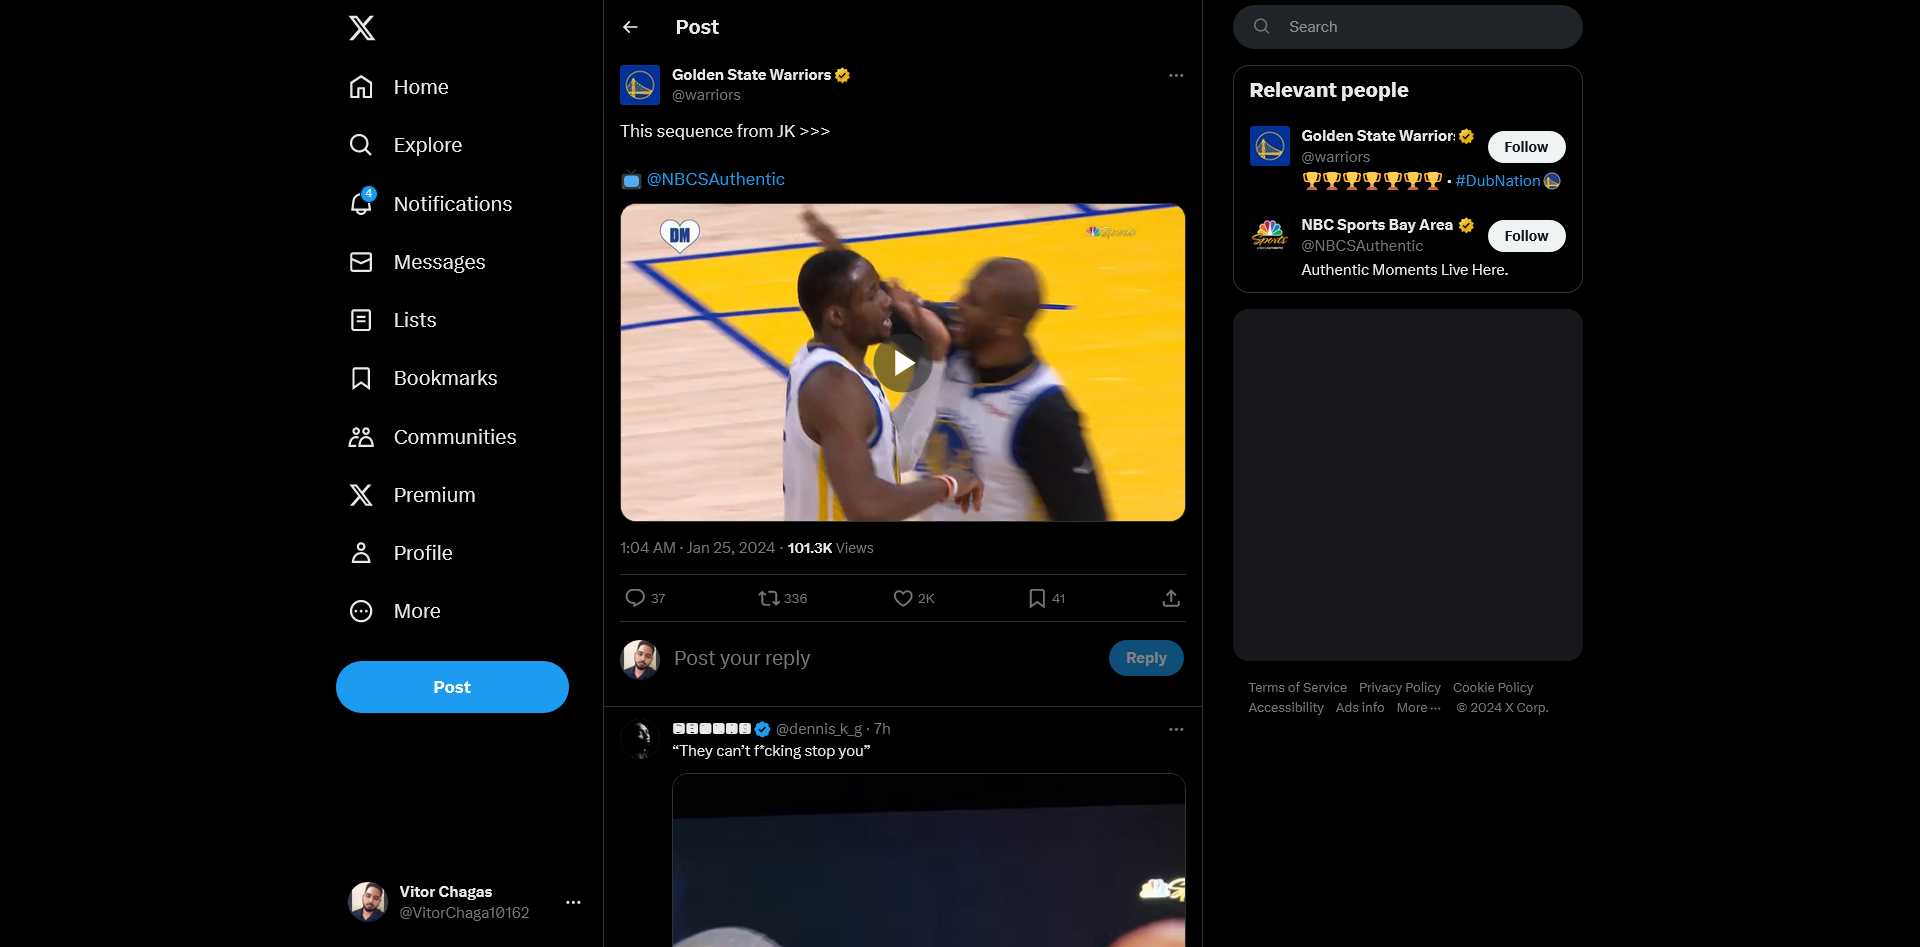 Home
Explore
4
Notifications
Messages
Lists
Bookmarks
Communities
Premium
Profile
More
Post
Vitor Chagas
@VitorChaga10162
Post
Golden State Warriors
@warriors
This sequence from JK >>>
@NBCSAuthentic
DM
1:04 AM · Jan 25, 2024 · 101.3K Views
37 336 2K 41
Post your reply
Reply
@dennis_k_g · 7h
“They can’t f*cking stop you”
Search
Relevant people
Golden State Warriors
@warriors
Follow
• #DubNation
NBC Sports Bay Area
@NBCSAuthentic
Follow
Authentic Moments Live Here.
Terms of Service Privacy Policy Cookie Policy
Accessibility Ads info More ··· © 2024 X Corp.